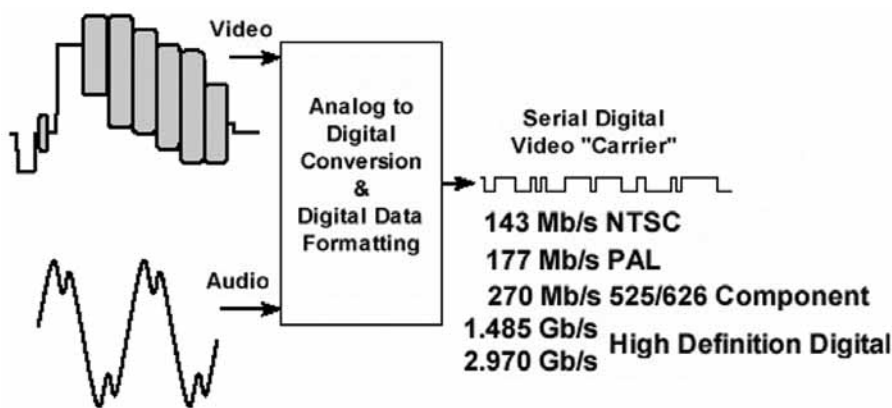 Video
Audio
Analog to
Digital
Conversion
&
Digital Data
Formatting
Serial Digital
Video "Carrier"
143 Mb/s NTSC
177 Mb/s PAL
270 Mb/s 525/626 Component
1.485 Gb/s
2.970 Gb/s
High Definition Digital